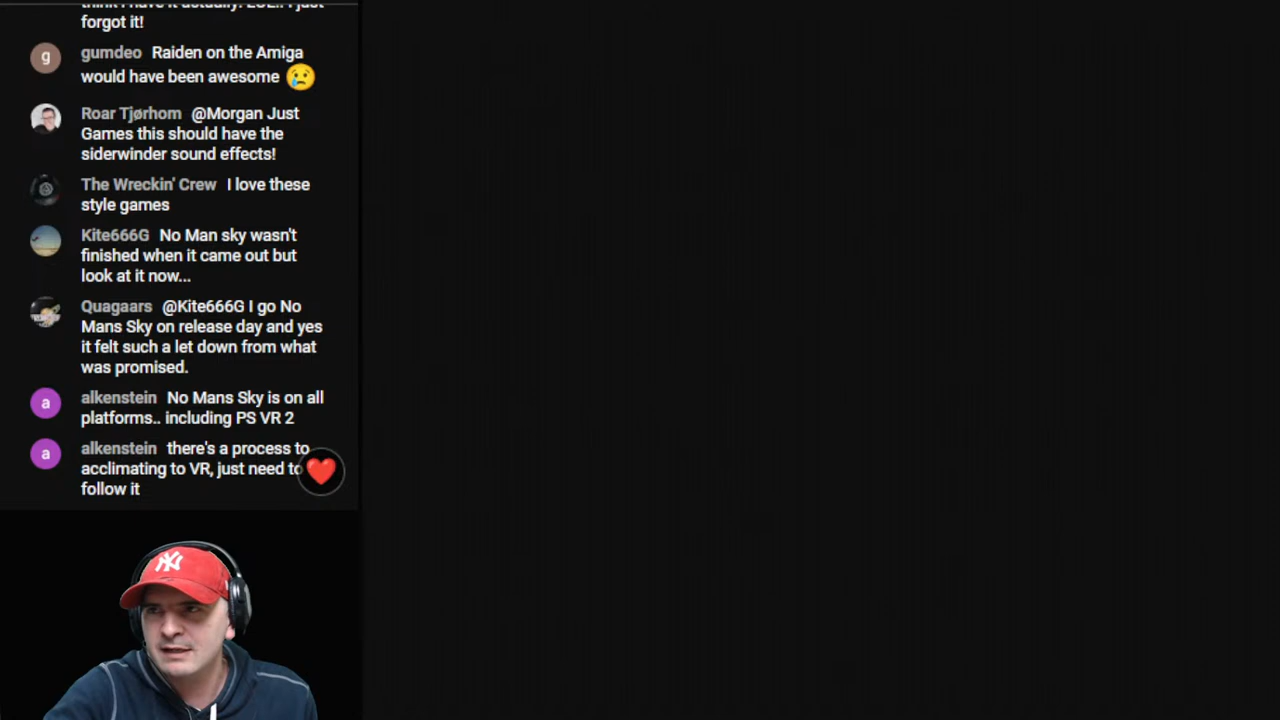 forgot it!
g gumdeo Raiden on the Amiga
would have been awesome 😢
Roar Tjørhom @Morgan Just
Games this should have the
siderwinder sound effects!
The Wreckin' Crew I love these
style games
Kite666G No Man sky wasn't
finished when it came out but
look at it now...
Quagaars @Kite666G I go No
Mans Sky on release day and yes
it felt such a let down from what
was promised.
a alkenstein No Mans Sky is on all
platforms.. including PS VR 2
a alkenstein there's a process to
acclimating to VR, just need to
follow it
NY